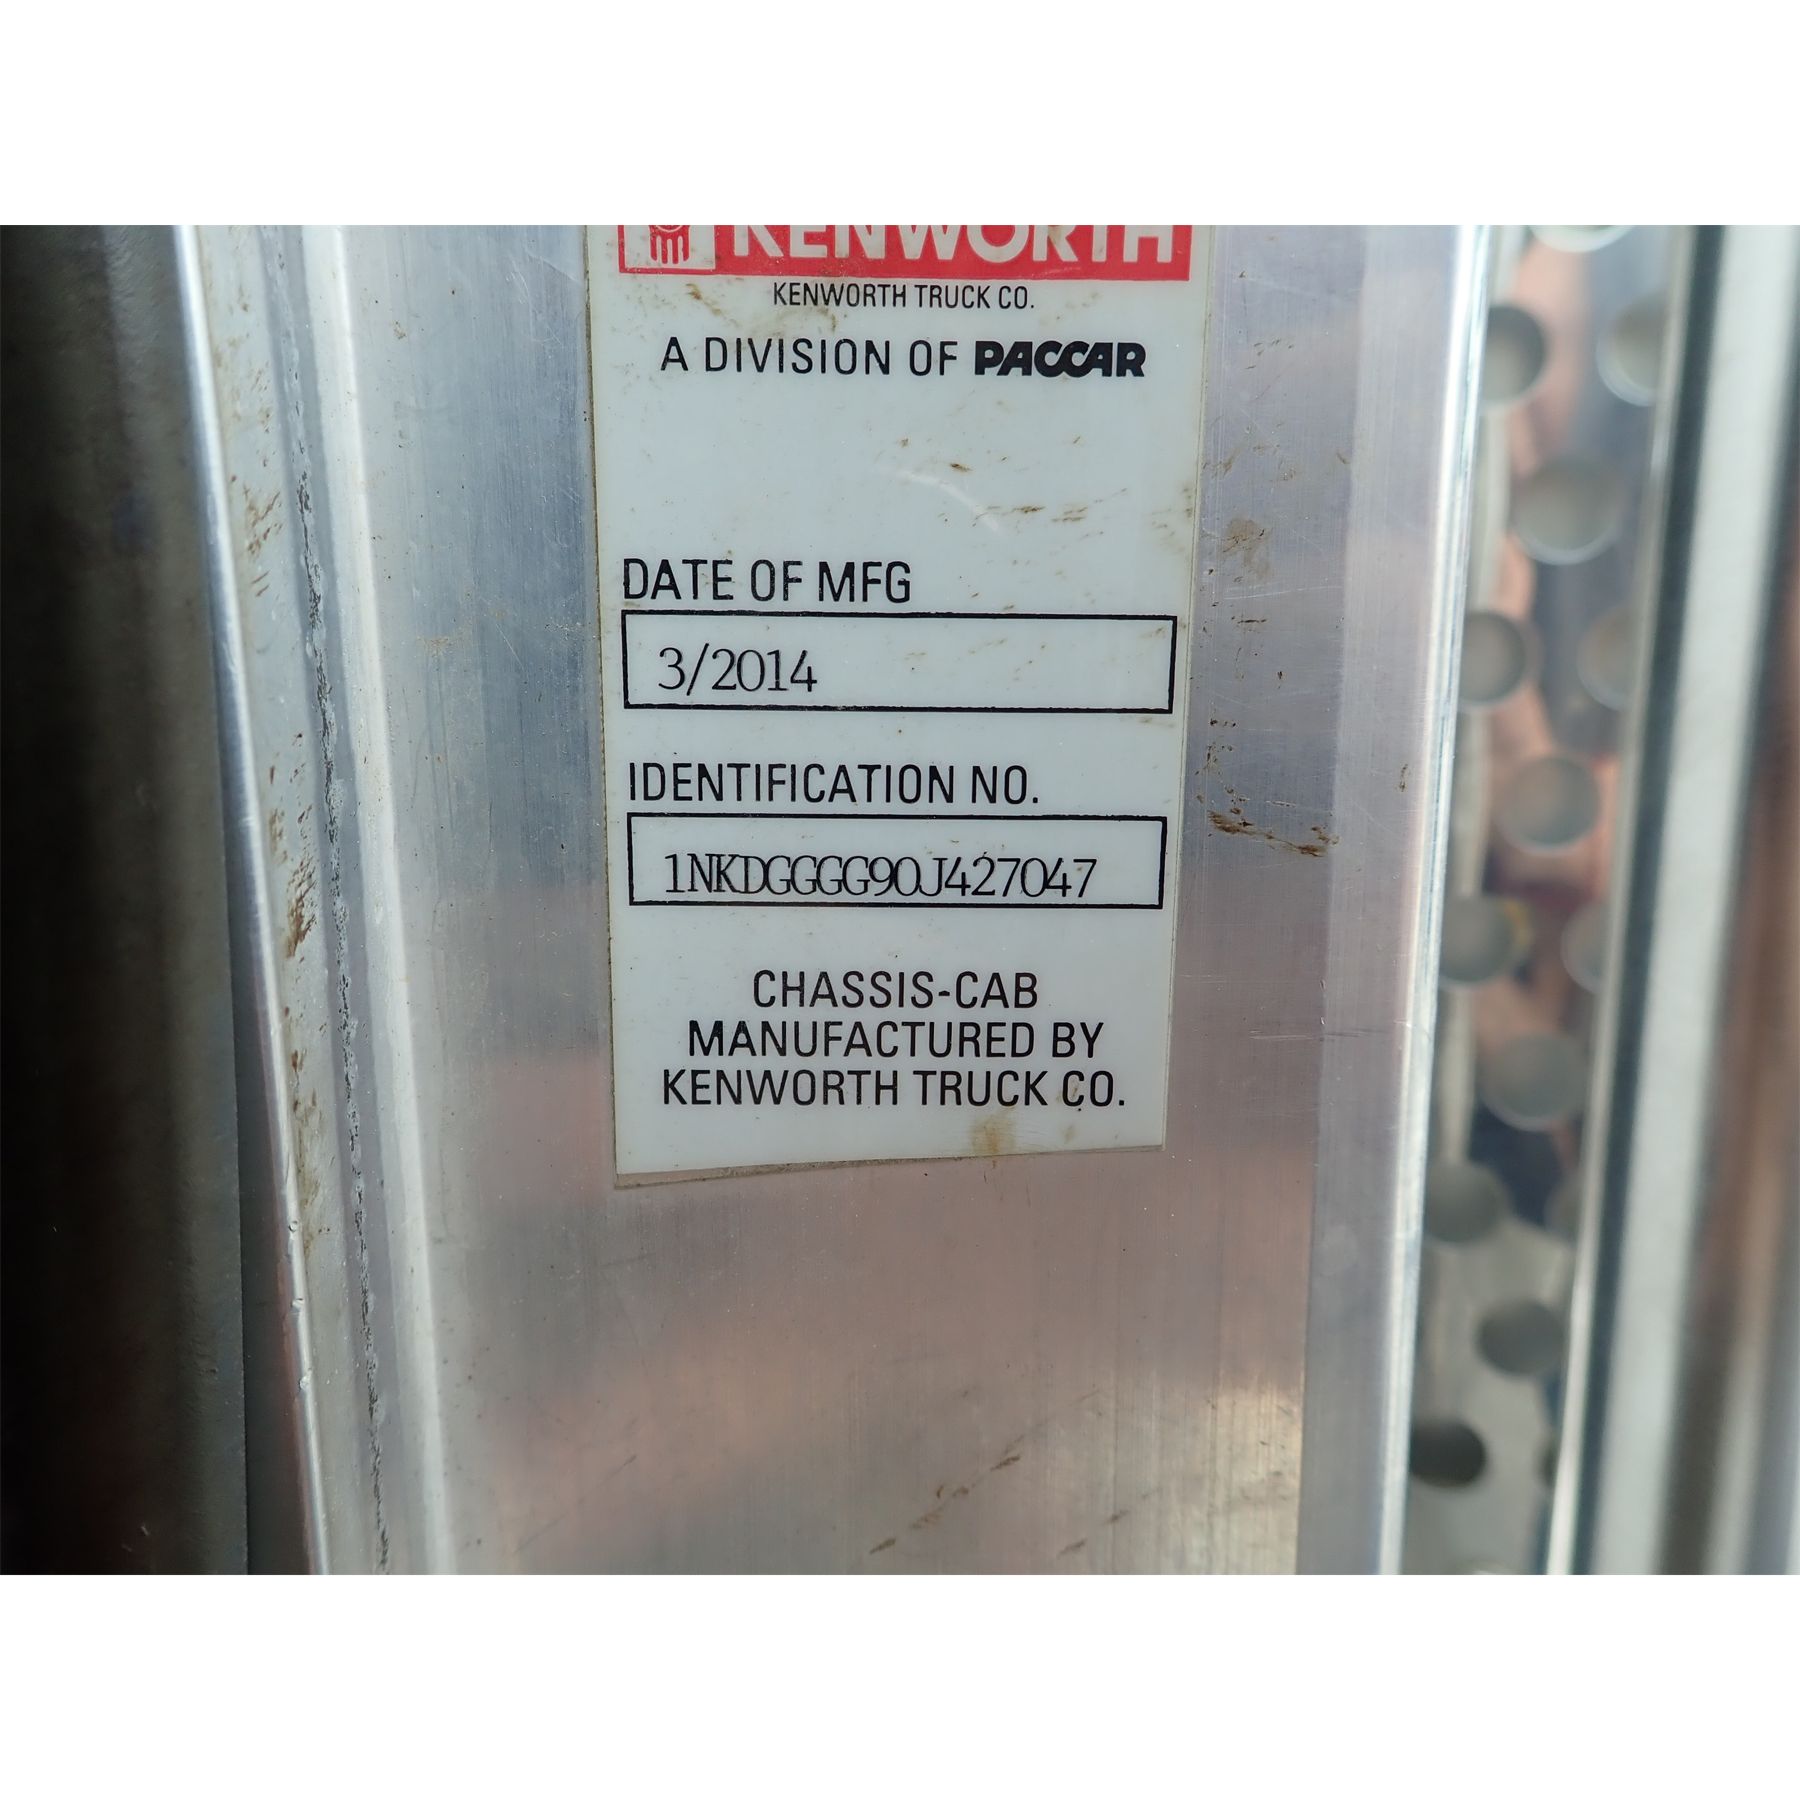 KENWORTH
KENWORTH TRUCK CO.
A DIVISION OF PACCAR
DATE OF MFG
3/2014
IDENTIFICATION NO.
1NKDGGGG90J427047
CHASSIS-CAB
MANUFACTURED BY
KENWORTH TRUCK CO.